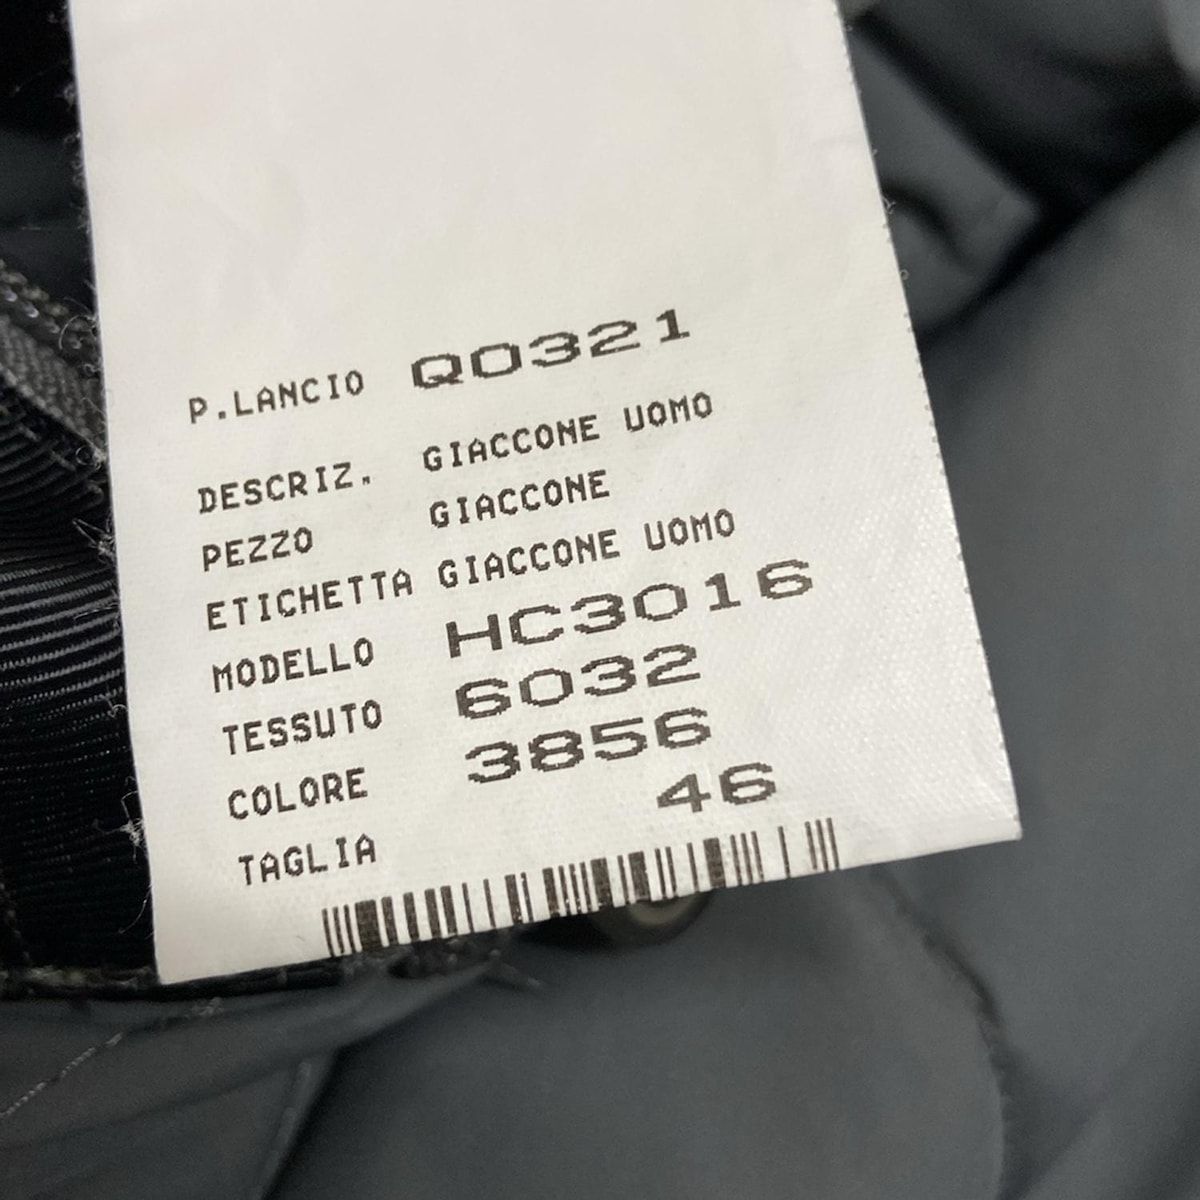 P.LANCIO Q0321
DESCRIZ. GIACCONE UOMO
PEZZO GIACCONE
ETICHETTA GIACCONE UOMO
MODELLO HC3016
TESSUTO 6032
COLORE 3856
TAGLIA 46